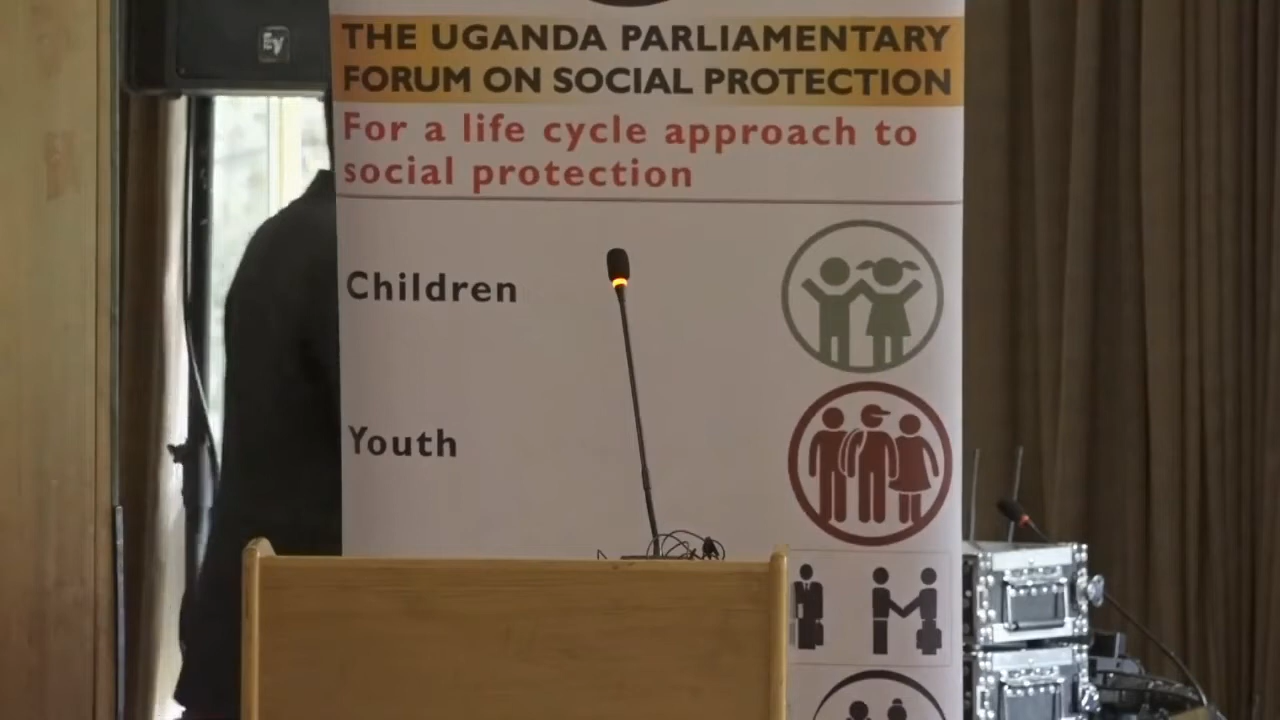 EV
THE UGANDA PARLIAMENTARY
FORUM ON SOCIAL PROTECTION
For a life cycle approach to
social protection
Children
Youth